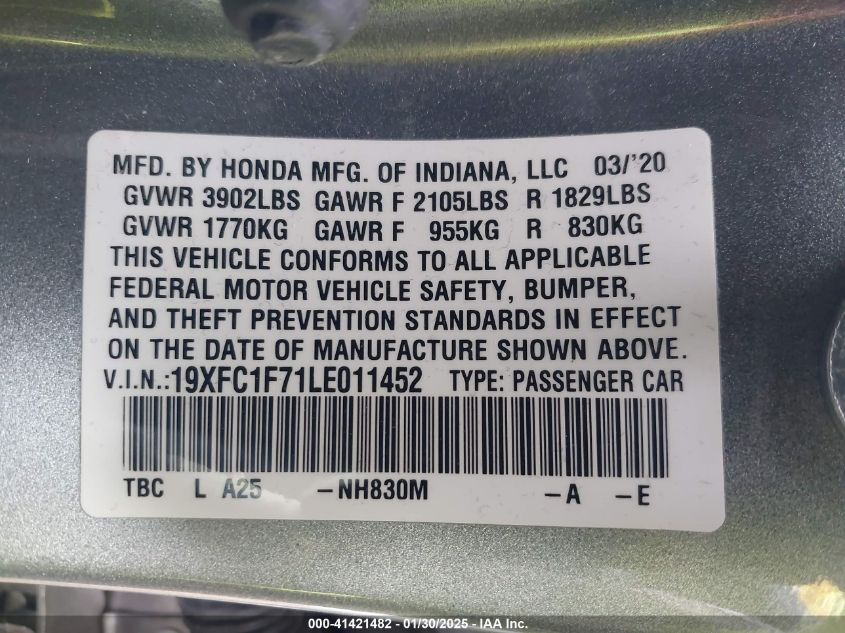 MFD. BY HONDA MFG. OF INDIANA, LLC 03/'20
GVWR 3902LBS GAWR F 2105LBS R 1829LBS
GVWR 1770KG GAWR F 955KG R 830KG
THIS VEHICLE CONFORMS TO ALL APPLICABLE
FEDERAL MOTOR VEHICLE SAFETY, BUMPER,
AND THEFT PREVENTION STANDARDS IN EFFECT
ON THE DATE OF MANUFACTURE SHOWN ABOVE.
V.I.N.:19XFC1F71LE011452 TYPE: PASSENGER CAR
TBC L A25 -NH830M -A -E
000-41421482 - 01/30/2025 - IAA Inc.